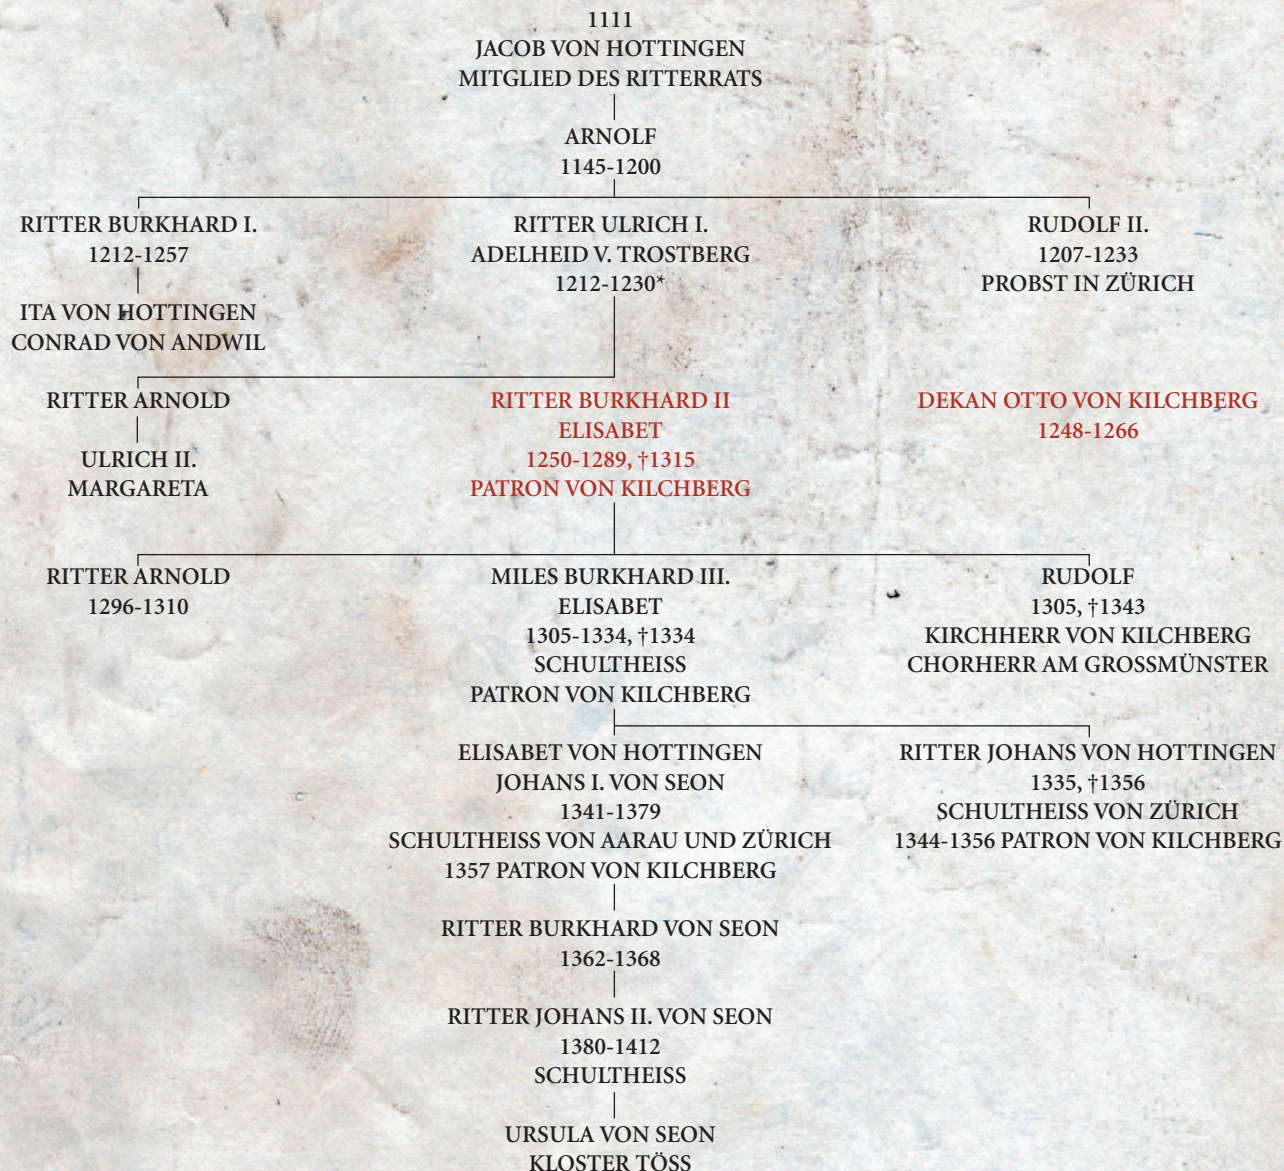 1111
JACOB VON HOTTINGEN
MITGLIED DES RITTERRATS
ARNOLF
1145-1200
RITTER BURKHARD I.
1212-1257
RITTER ULRICH I.
ADELHEID V. TROSTBERG
1212-1230*
RUDOLF II.
1207-1233
PROBST IN ZÜRICH
ITA VON HOTTINGEN
CONRAD VON ANDWIL
RITTER ARNOLD
ULRICH II.
MARGARETA
RITTER BURKHARD II
ELISABET
1250-1289, †1315
PATRON VON KILCHBERG
DEKAN OTTO VON KILCHBERG
1248-1266
RITTER ARNOLD
1296-1310
MILES BURKHARD III.
ELISABET
1305-1334, †1334
SCHULTHEISS
PATRON VON KILCHBERG
RUDOLF
1305, †1343
KIRCHHERR VON KILCHBERG
CHORHERR AM GROSSMÜNSTER
ELISABET VON HOTTINGEN
JOHANS I. VON SEON
1341-1379
SCHULTHEISS VON AARAU UND ZÜRICH
1357 PATRON VON KILCHBERG
RITTER JOHANS VON HOTTINGEN
1335, †1356
SCHULTHEISS VON ZÜRICH
1344-1356 PATRON VON KILCHBERG
RITTER BURKHARD VON SEON
1362-1368
RITTER JOHANS II. VON SEON
1380-1412
SCHULTHEISS
URSULA VON SEON
KLOSTER TÖSS